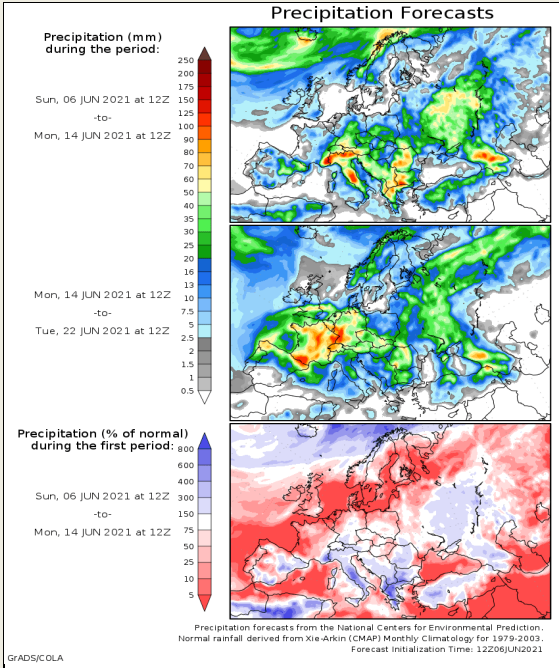 Precipitation Forecasts
Precipitation (mm)
during the period:
Sun, 06 JUN 2021 at 12Z
-to-
Mon, 14 JUN 2021 at 12Z
250
200
175
150
125
100
90
80
70
60
50
40
35
30
25
20
16
13
10
7.5
5
2.5
2
1.5
1
0.5
Mon, 14 JUN 2021 at 12Z
-to-
Tue, 22 JUN 2021 at 12Z
Precipitation (% of normal)
during the first period:
Sun, 06 JUN 2021 at 12Z
-to-
Mon, 14 JUN 2021 at 12Z
800
600
400
300
150
75
50
25
10
5
Precipitation forecasts from the National Centers for Environmental Prediction.
Normal rainfall derived from Xie-Arkin (CMAP) Monthly Climatology for 1979-2003.
Forecast Initialization Time: 12Z06JUN2021
GrADS/COLA